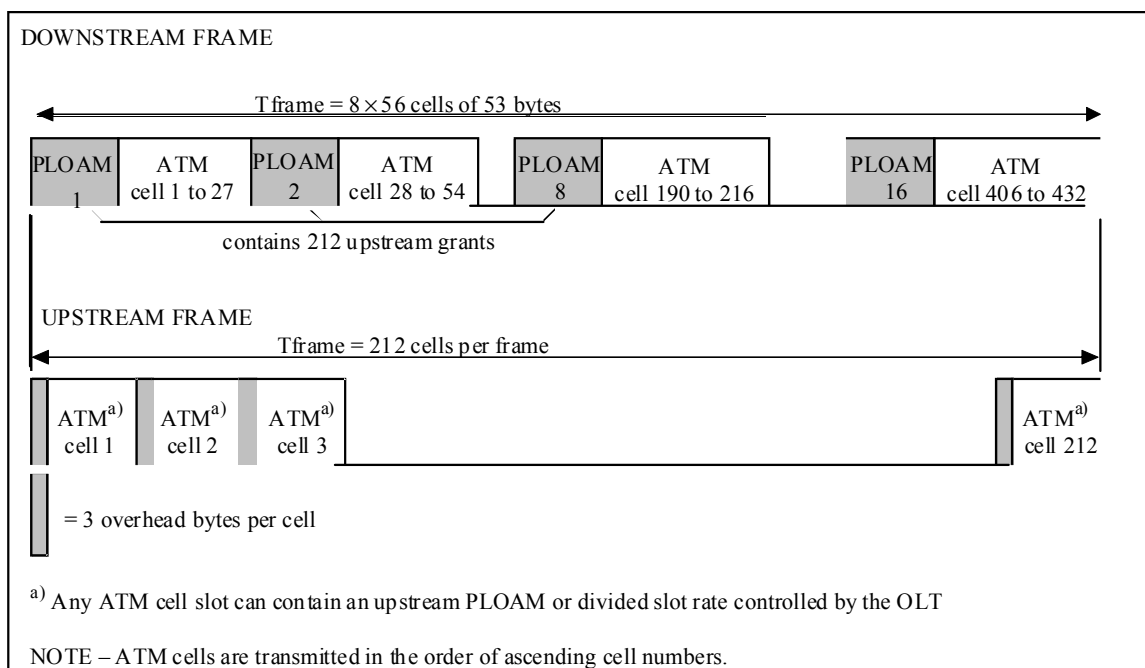 DOWNSTREAM FRAME
Tframe = 8 × 56 cells of 53 bytes
PLOAM 1
ATM cell 1 to 27
PLOAM 2
ATM cell 28 to 54
PLOAM 8
ATM cell 190 to 216
PLOAM 16
ATM cell 406 to 432
contains 212 upstream grants
UPSTREAM FRAME
Tframe = 212 cells per frame
ATM a) cell 1
ATM a) cell 2
ATM a) cell 3
ATM a) cell 212
= 3 overhead bytes per cell
a) Any ATM cell slot can contain an upstream PLOAM or divided slot rate controlled by the OLT
NOTE – ATM cells are transmitted in the order of ascending cell numbers.